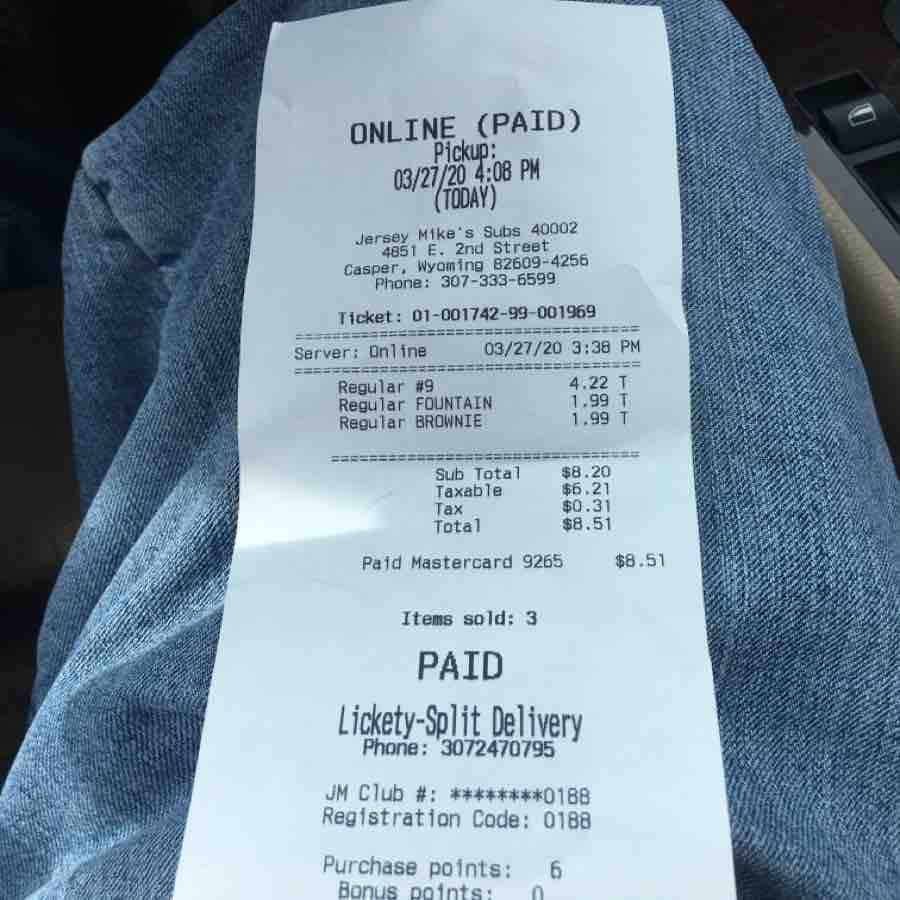 ONLINE (PAID)
Pickup:
03/27/20 4:08 PM
(TODAY)
Jersey Mike's Subs 40002
4851 E. 2nd Street
Casper, Wyoming 82609-4256
Phone: 307-333-6599
Ticket: 01-001742-99-001969
========================================
Server: Online 03/27/20 3:38 PM
========================================
Regular #9 4.22 T
Regular FOUNTAIN 1.99 T
Regular BROWNIE 1.99 T
====================================
Sub Total $8.20
Taxable $6.21
Tax $0.31
Total $8.51
Paid Mastercard 9265 $8.51
Items sold: 3
PAID
Lickety-Split Delivery
Phone: 3072470795
JM Club #: ********0188
Registration Code: 0188
Purchase points: 6
Bonus points: 0